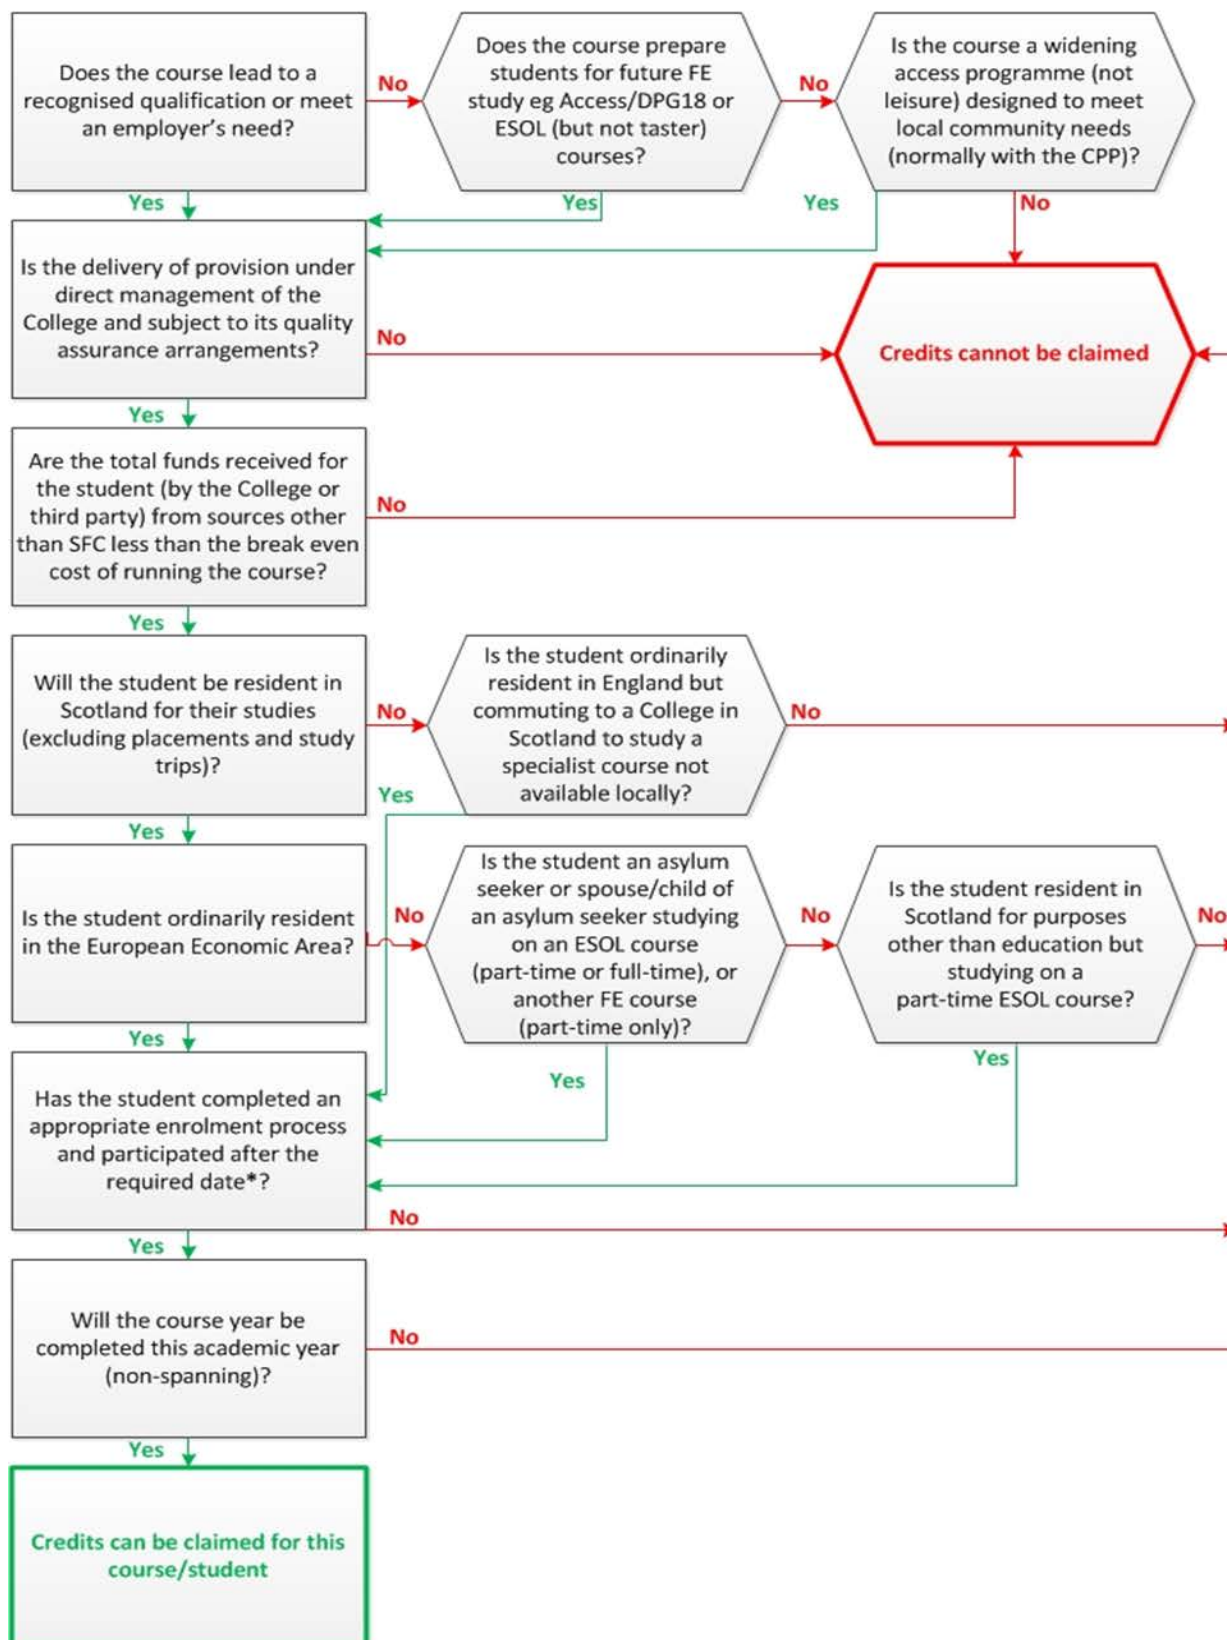 Does the course lead to a
recognised qualification or meet
an employer's need?
No
Does the course prepare
students for future FE
study eg Access/DPG18 or
ESOL (but not taster)
courses?
No
Is the course a widening
access programme (not
leisure) designed to meet
local community needs
(normally with the CPP)?
Yes
Yes
Yes
No
Is the delivery of provision under
direct management of the
College and subject to its quality
assurance arrangements?
No
Credits cannot be claimed
Yes
Are the total funds received for
the student (by the College or
third party) from sources other
than SFC less than the break even
cost of running the course?
No
Yes
Will the student be resident in
Scotland for their studies
(excluding placements and study
trips)?
No
Is the student ordinarily
resident in England but
commuting to a College in
Scotland to study a
specialist course not
available locally?
No
Yes
Yes
Is the student ordinarily resident
in the European Economic Area?
No
Is the student an asylum
seeker or spouse/child of
an asylum seeker studying
on an ESOL course
(part-time or full-time), or
another FE course
(part-time only)?
No
Is the student resident in
Scotland for purposes
other than education but
studying on a
part-time ESOL course?
No
Yes
Yes
Yes
Has the student completed an
appropriate enrolment process
and participated after the
required date*?
No
Yes
Will the course year be
completed this academic year
(non-spanning)?
No
Yes
Credits can be claimed for this
course/student